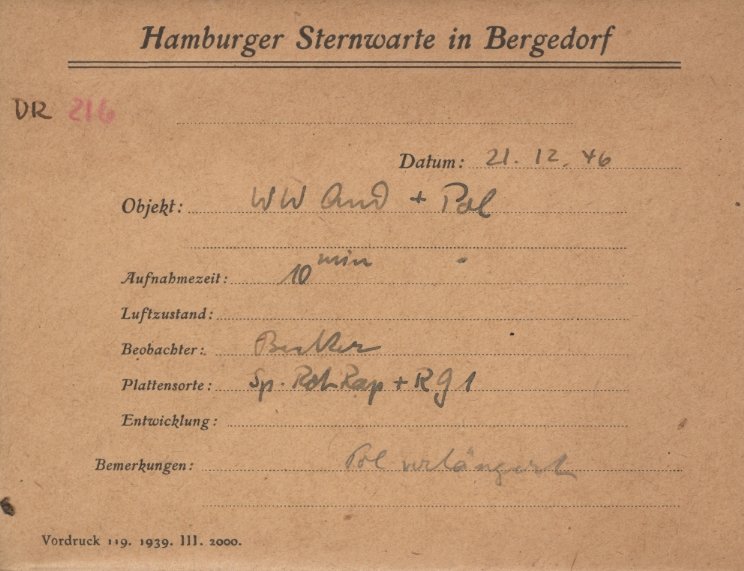 Hamburger Sternwarte in Bergedorf
DR 216
Datum: 21. 12. 46
Objekt: WW And + Pol
Aufnahmezeit: 10 min
Luftzustand:
Beobachter: Becker
Plattensorte: Sp. Rot Rap + R g 1
Entwicklung:
Bemerkungen: Pol verlängert
Vordruck 119. 1939. III. 2000.